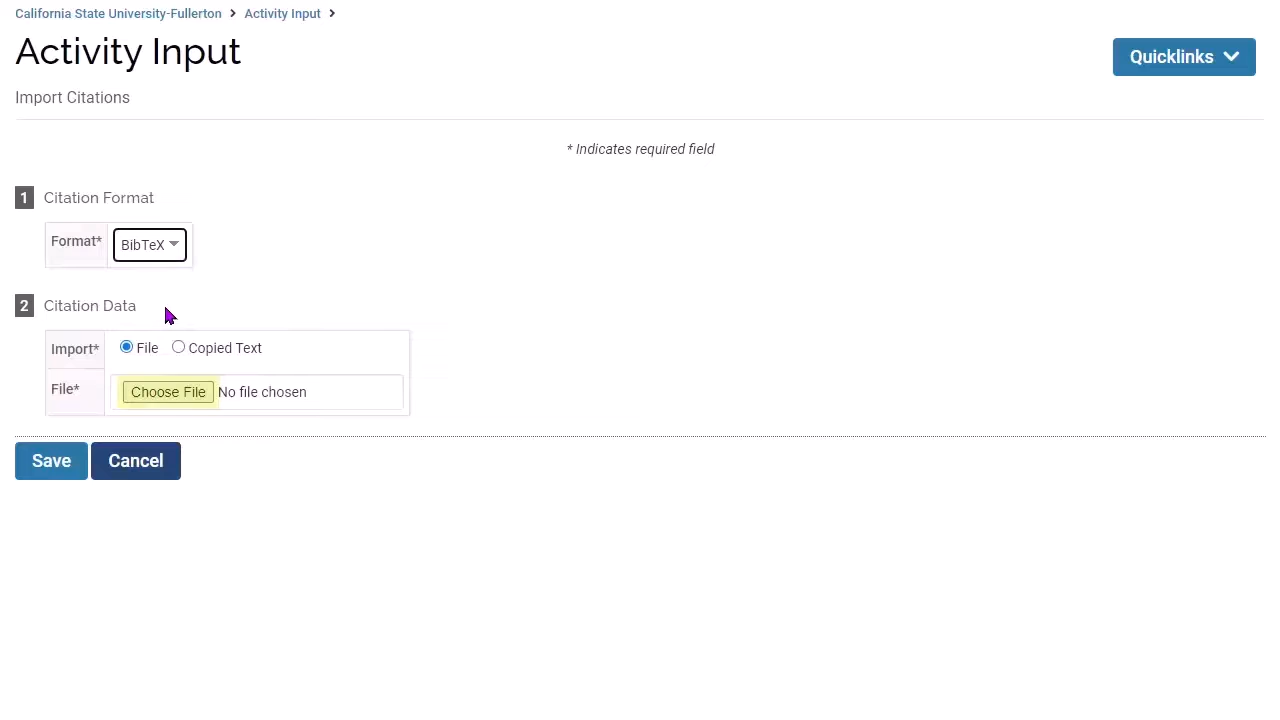 California State University-Fullerton > Activity Input >
Activity Input
Quicklinks
Import Citations
* Indicates required field
1 Citation Format
Format* BibTeX
2 Citation Data
Import* File Copied Text
File* Choose File No file chosen
Save Cancel